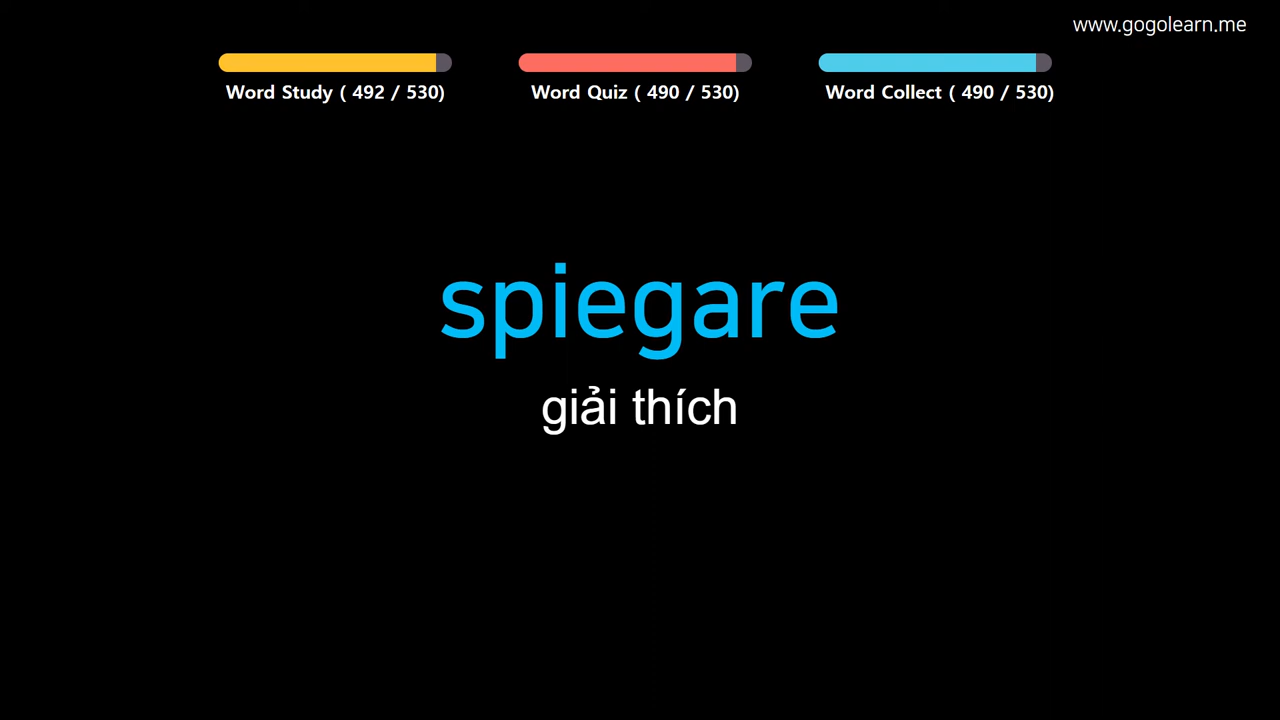 www.gogolearn.me
Word Study ( 492 / 530)
Word Quiz ( 490 / 530)
Word Collect ( 490 / 530)
spiegare
giải thích